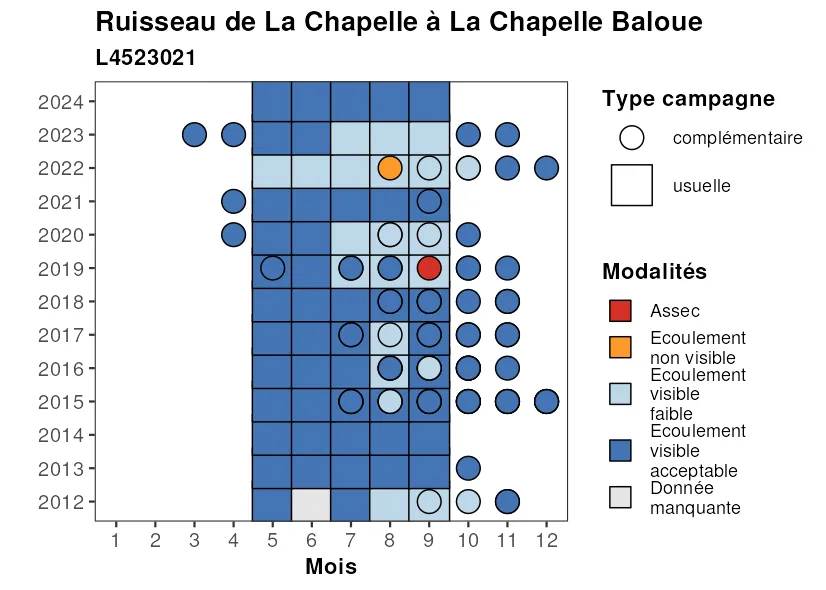 Ruisseau de La Chapelle à La Chapelle Baloue
L4523021
2024
2023
2022
2021
2020
2019
2018
2017
2016
2015
2014
2013
2012
1 2 3 4 5 6 7 8 9 10 11 12
Mois
Type campagne
complémentaire
usuelle
Modalités
Assec
Ecoulement
non visible
Ecoulement
visible
faible
Ecoulement
visible
acceptable
Donnée
manquante